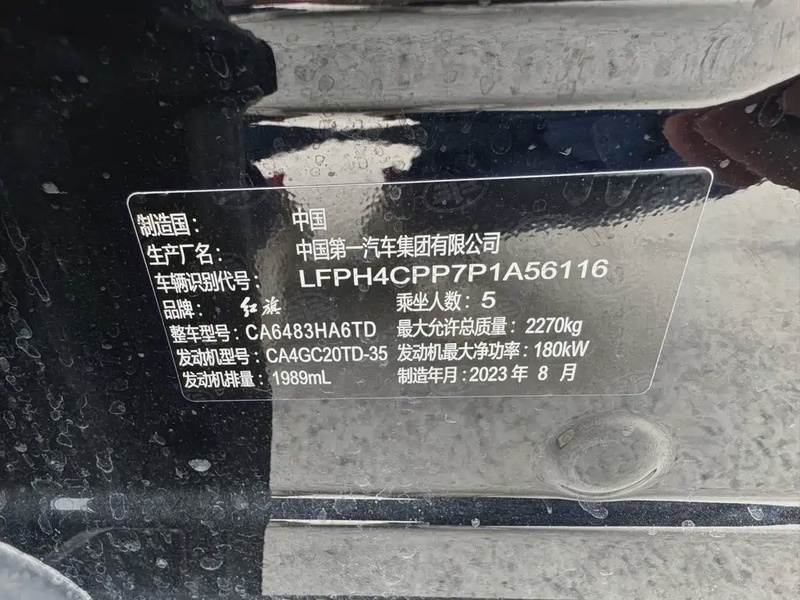 制造国： 中国
生产厂名： 中国第一汽车集团有限公司
车辆识别代号： LFPH4CPP7P1A56116
品牌： 红旗 乘坐人数：5
整车型号：CA6483HA6TD 最大允许总质量：2270kg
发动机型号：CA4GC20TD-35 发动机最大净功率：180kW
发动机排量：1989mL 制造年月：2023 年 8 月